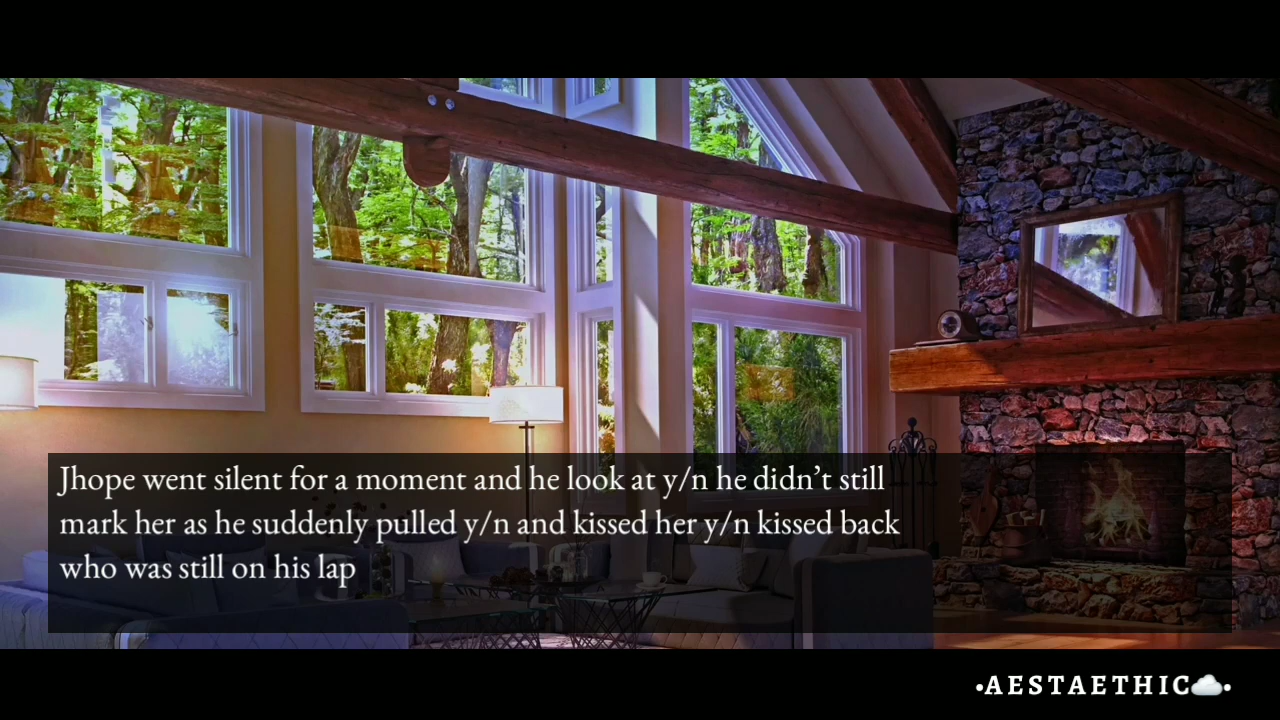 Jhope went silent for a moment and he look at y/n he didn’t still
mark her as he suddenly pulled y/n and kissed her y/n kissed back
who was still on his lap
•AESTAETHIC☁️•